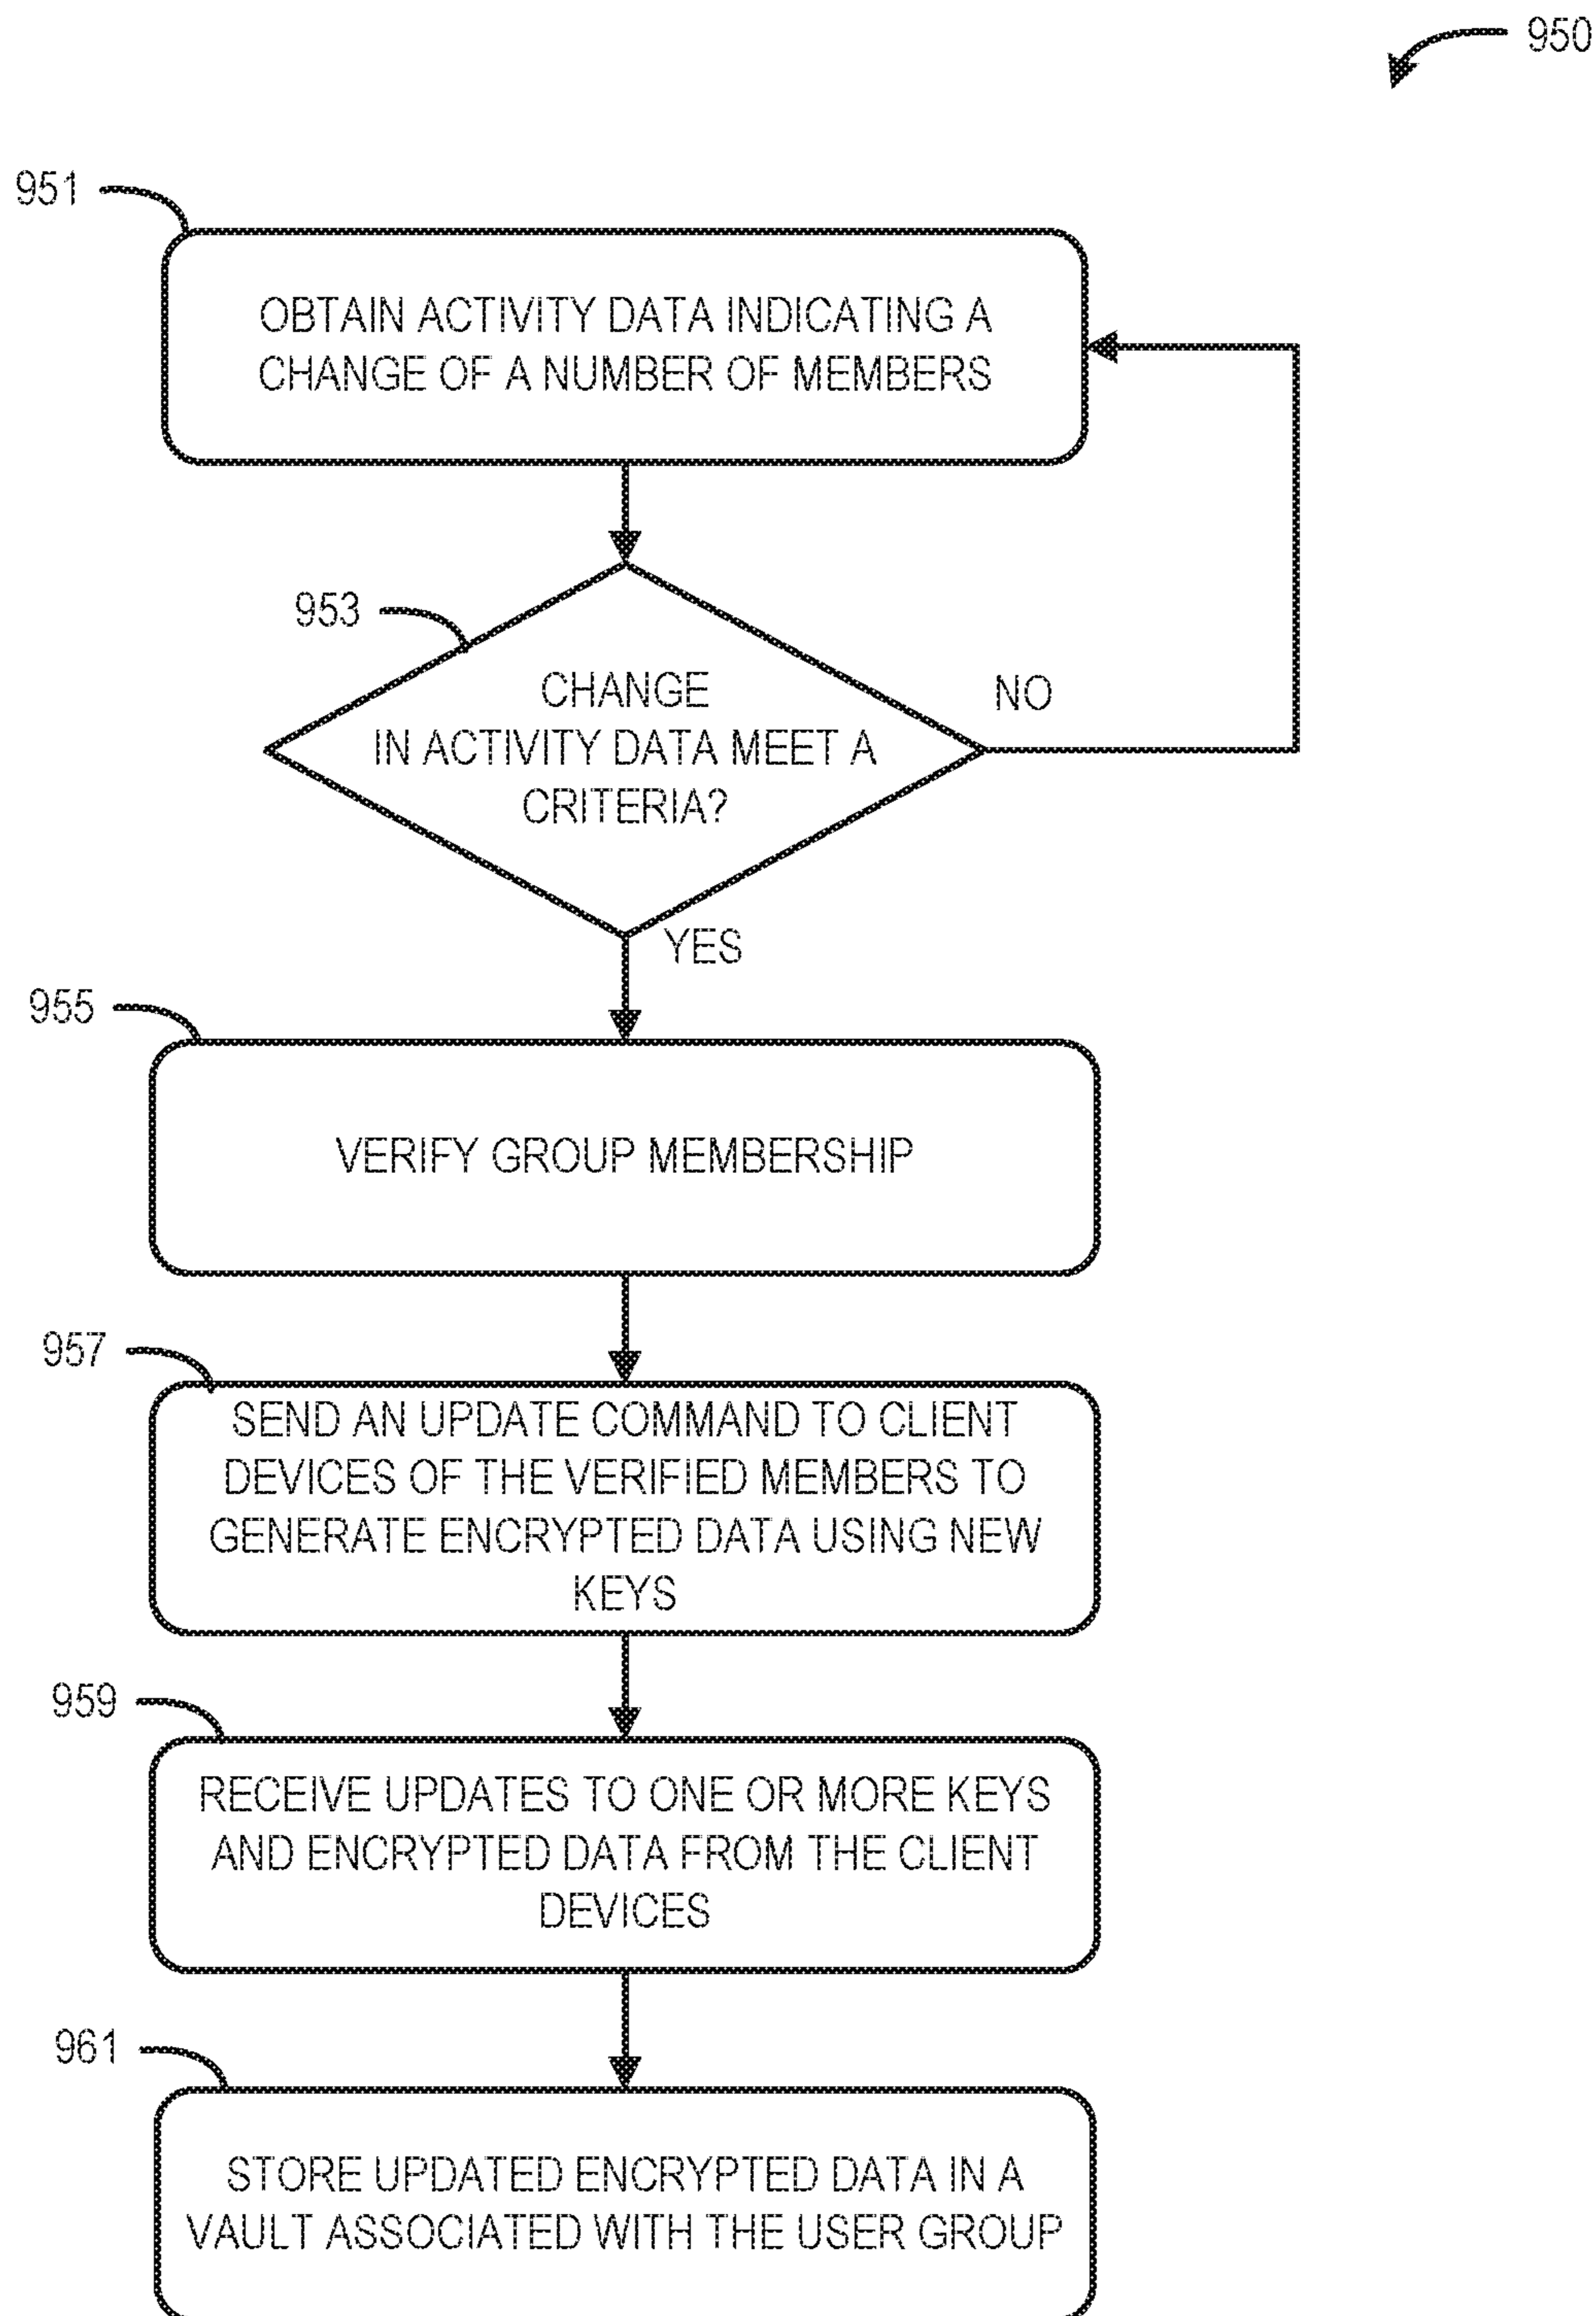 950
951
OBTAIN ACTIVITY DATA INDICATING A
CHANGE OF A NUMBER OF MEMBERS
953
CHANGE
IN ACTIVITY DATA MEET A
CRITERIA?
NO
YES
955
VERIFY GROUP MEMBERSHIP
957
SEND AN UPDATE COMMAND TO CLIENT
DEVICES OF THE VERIFIED MEMBERS TO
GENERATE ENCRYPTED DATA USING NEW
KEYS
959
RECEIVE UPDATES TO ONE OR MORE KEYS
AND ENCRYPTED DATA FROM THE CLIENT
DEVICES
961
STORE UPDATED ENCRYPTED DATA IN A
VAULT ASSOCIATED WITH THE USER GROUP